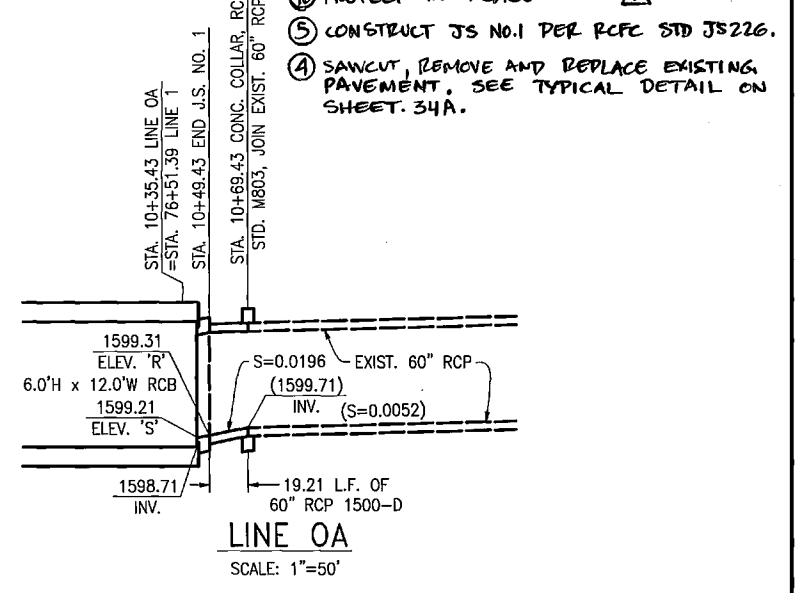 ⑤ CONSTRUCT JS NO.1 PER RCFC STD JS226.
④ SAWCUT, REMOVE AND REPLACE EXISTING
PAVEMENT. SEE TYPICAL DETAIL ON
SHEET. 34A.
STA. 10+35.43 LINE OA
=STA. 76+51.39 LINE 1
STA. 10+49.43 END J.S. NO. 1
STA. 10+69.43 CONC. COLLAR, RC
STD. M803, JOIN EXIST. 60" RCP
1599.31
ELEV. 'R'
6.0'H x 12.0'W RCB
1599.21
ELEV. 'S'
1598.71
INV.
S=0.0196
EXIST. 60" RCP
(1599.71)
INV.
(S=0.0052)
19.21 L.F. OF
60" RCP 1500-D
LINE OA
SCALE: 1"=50'